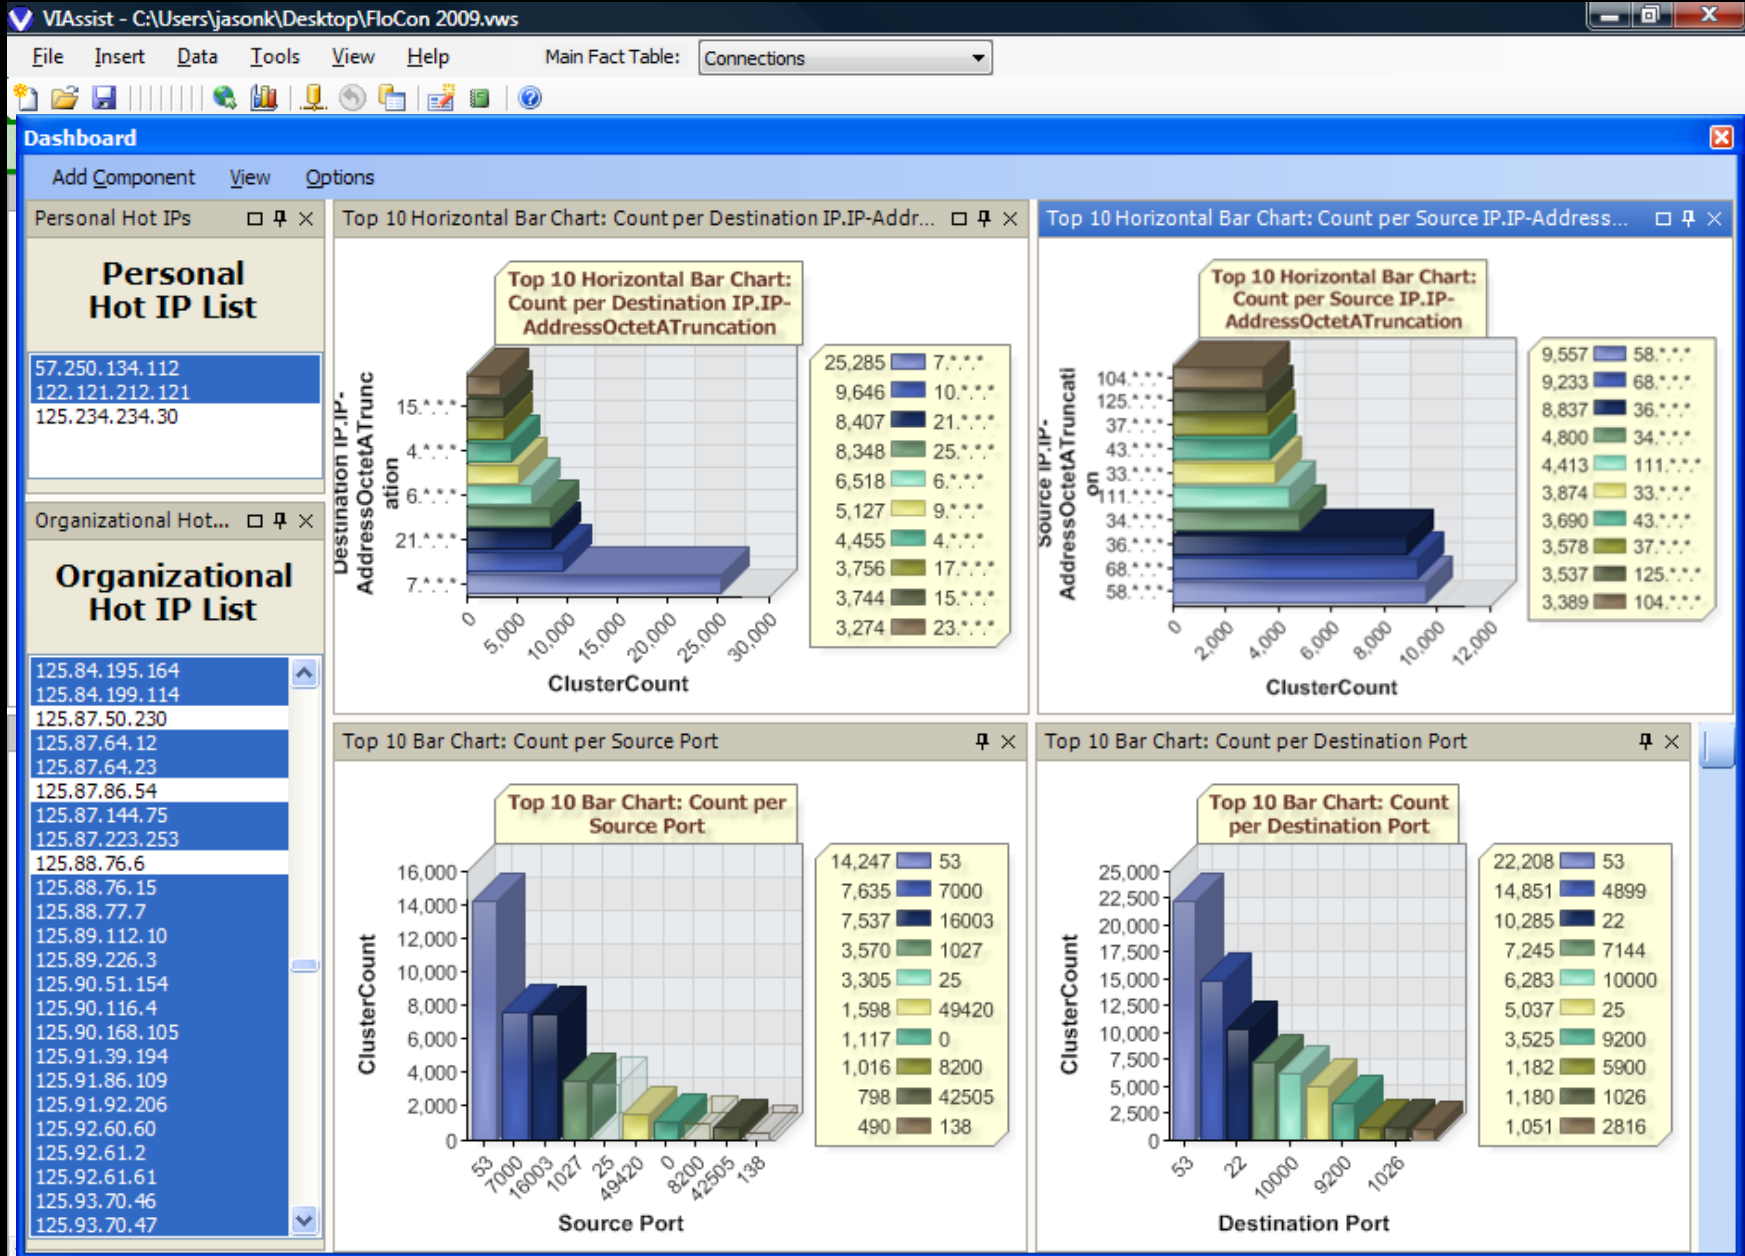 VIAssist - C:\Users\jasonk\Desktop\FloCon 2009.vws
File Insert Data Tools View Help Main Fact Table: Connections
Dashboard
Add Component View Options
Personal Hot IPs
Personal
Hot IP List
57.250.134.112
122.121.212.121
125.234.234.30
Organizational Hot...
Organizational
Hot IP List
125.84.195.164
125.84.199.114
125.87.50.230
125.87.64.12
125.87.64.23
125.87.86.54
125.87.144.75
125.87.223.253
125.88.76.6
125.88.76.15
125.88.77.7
125.89.112.10
125.89.226.3
125.90.51.154
125.90.116.4
125.90.168.105
125.91.39.194
125.91.86.109
125.91.92.206
125.92.60.60
125.92.61.2
125.92.61.61
125.93.70.46
125.93.70.47
Top 10 Horizontal Bar Chart: Count per Destination IP.IP-Addr...
Top 10 Horizontal Bar Chart:
Count per Destination IP.IP-
AddressOctetATruncation
Destination IP.IP-
AddressOctetATrunc
ation
15.*.*.*
4.*.*.*
6.*.*.*
21.*.*.*
7.*.*.*
0 5,000 10,000 15,000 20,000 25,000 30,000
ClusterCount
25,285 7.*.*.*
9,646 10.*.*.*
8,407 21.*.*.*
8,348 25.*.*.*
6,518 6.*.*.*
5,127 9.*.*.*
4,455 4.*.*.*
3,756 17.*.*.*
3,744 15.*.*.*
3,274 23.*.*.*
Top 10 Horizontal Bar Chart: Count per Source IP.IP-Address...
Top 10 Horizontal Bar Chart:
Count per Source IP.IP-
AddressOctetATruncation
Source IP.IP-
AddressOctetATruncati
on
104.*.*.*
125.*.*.*
37.*.*.*
43.*.*.*
33.*.*.*
111.*.*.*
34.*.*.*
36.*.*.*
68.*.*.*
58.*.*.*
0 2,000 4,000 6,000 8,000 10,000 12,000
ClusterCount
9,557 58.*.*.*
9,233 68.*.*.*
8,837 36.*.*.*
4,800 34.*.*.*
4,413 111.*.*.*
3,874 33.*.*.*
3,690 43.*.*.*
3,578 37.*.*.*
3,537 125.*.*.*
3,389 104.*.*.*
Top 10 Bar Chart: Count per Source Port
Top 10 Bar Chart: Count per
Source Port
ClusterCount
16,000
14,000
12,000
10,000
8,000
6,000
4,000
2,000
0
53 7000 16003 1027 25 49420 0 8200 42505 138
Source Port
14,247 53
7,635 7000
7,537 16003
3,570 1027
3,305 25
1,598 49420
1,117 0
1,016 8200
798 42505
490 138
Top 10 Bar Chart: Count per Destination Port
Top 10 Bar Chart: Count
per Destination Port
ClusterCount
25,000
22,500
20,000
17,500
15,000
12,500
10,000
7,500
5,000
2,500
0
53 22 10000 9200 1026
Destination Port
22,208 53
14,851 4899
10,285 22
7,245 7144
6,283 10000
5,037 25
3,525 9200
1,182 5900
1,180 1026
1,051 2816